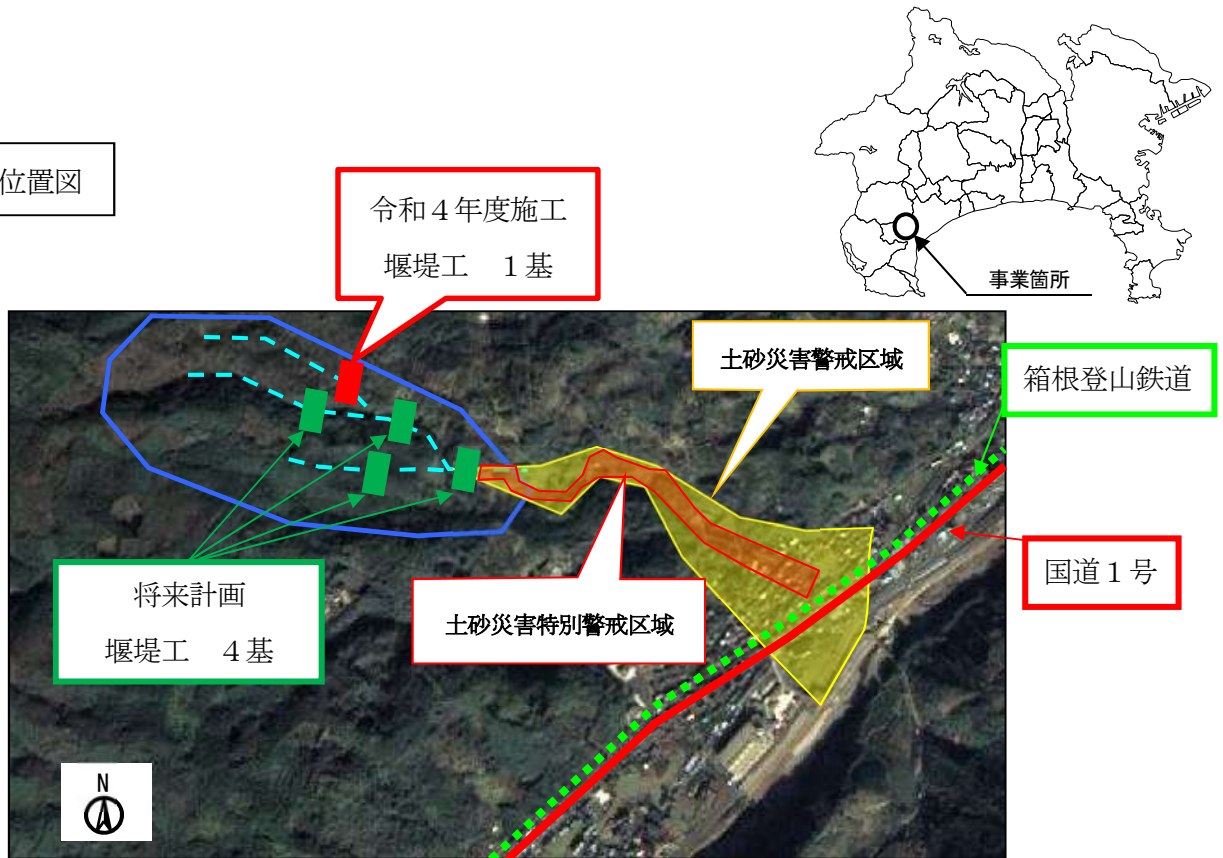 位置図
事業箇所
令和４年度施工
堰堤工　１基
土砂災害警戒区域
箱根登山鉄道
国道１号
土砂災害特別警戒区域
将来計画
堰堤工　４基
N